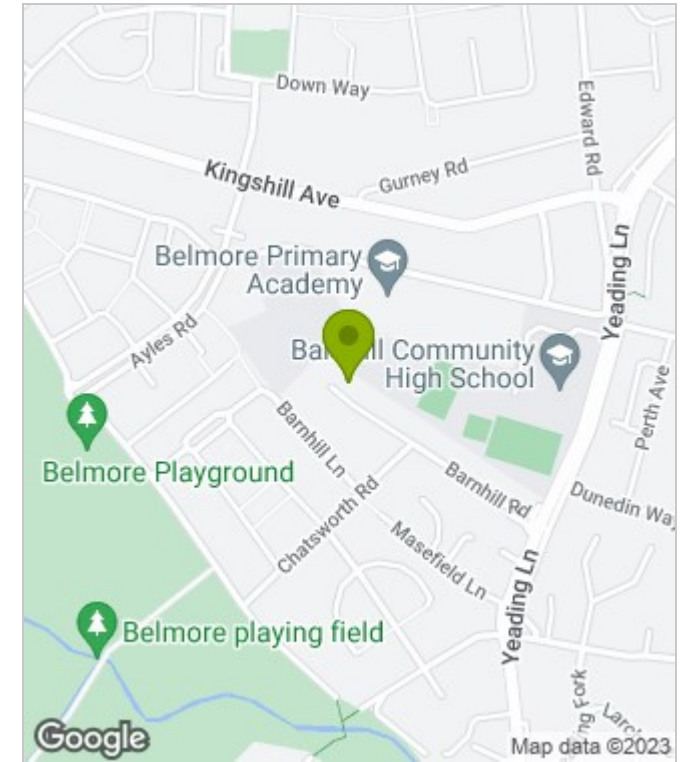 Down Way
Edward Rd
Kingshill Ave
Gurney Rd
Belmore Primary
Academy
Yeading Ln
Ayles Rd
Community
High School
Perth Ave
Belmore Playground
Barnhill Ln
Barnhill Rd
Dunedin Way
Chatsworth Rd
Masefield Ln
Yeading Ln
Belmore playing field
Fork
Google
Map data ©2023